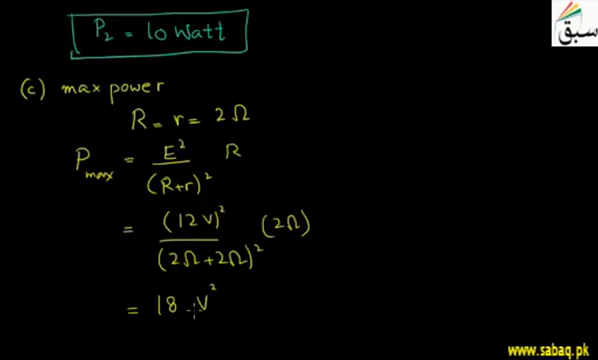 P₂ = 10 Watt
سبق
(c) max power
R = r = 2 Ω
P_max = E² / (R+r)² R
= (12 V)² / (2Ω + 2Ω)² (2Ω)
= 18 V²
www.sabaq.pk